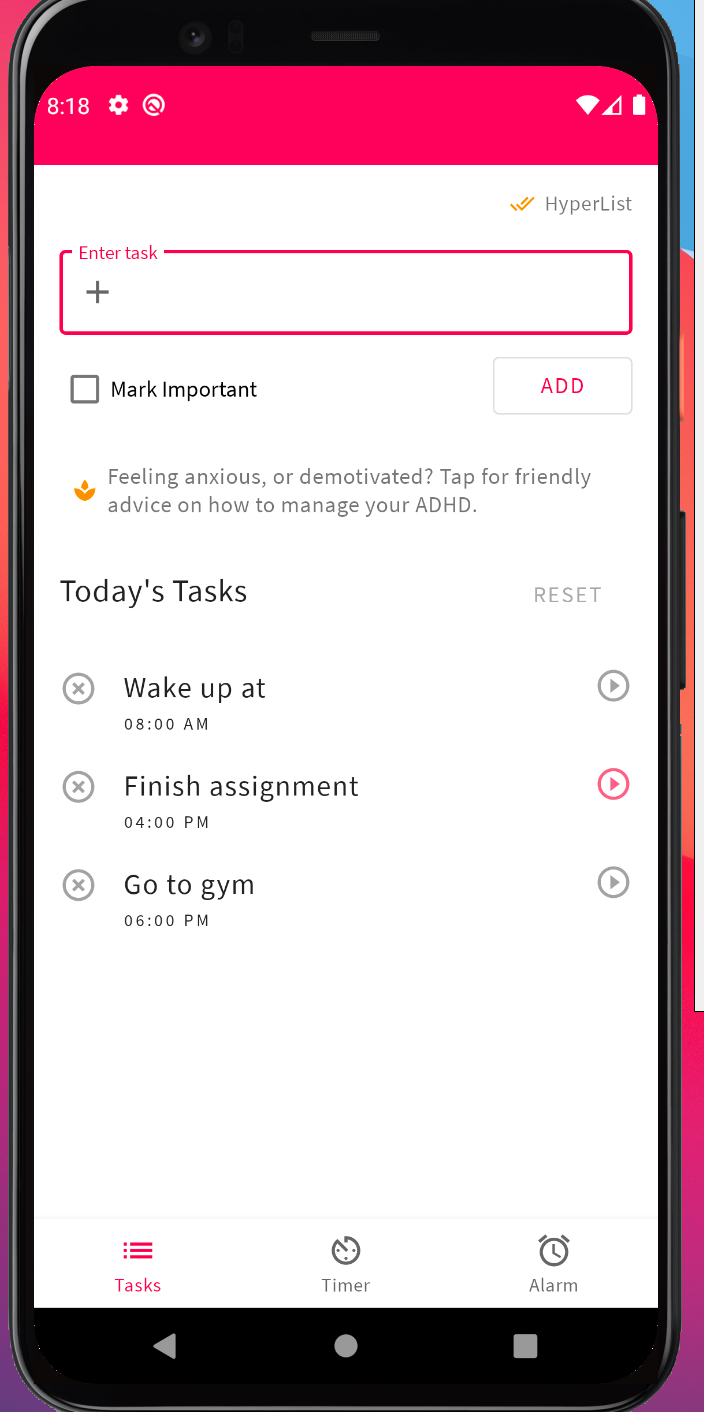 8:18
HyperList
Enter task
Mark Important
ADD
Feeling anxious, or demotivated? Tap for friendly
advice on how to manage your ADHD.
Today's Tasks
RESET
Wake up at
08:00 AM
Finish assignment
04:00 PM
Go to gym
06:00 PM
Tasks
Timer
Alarm